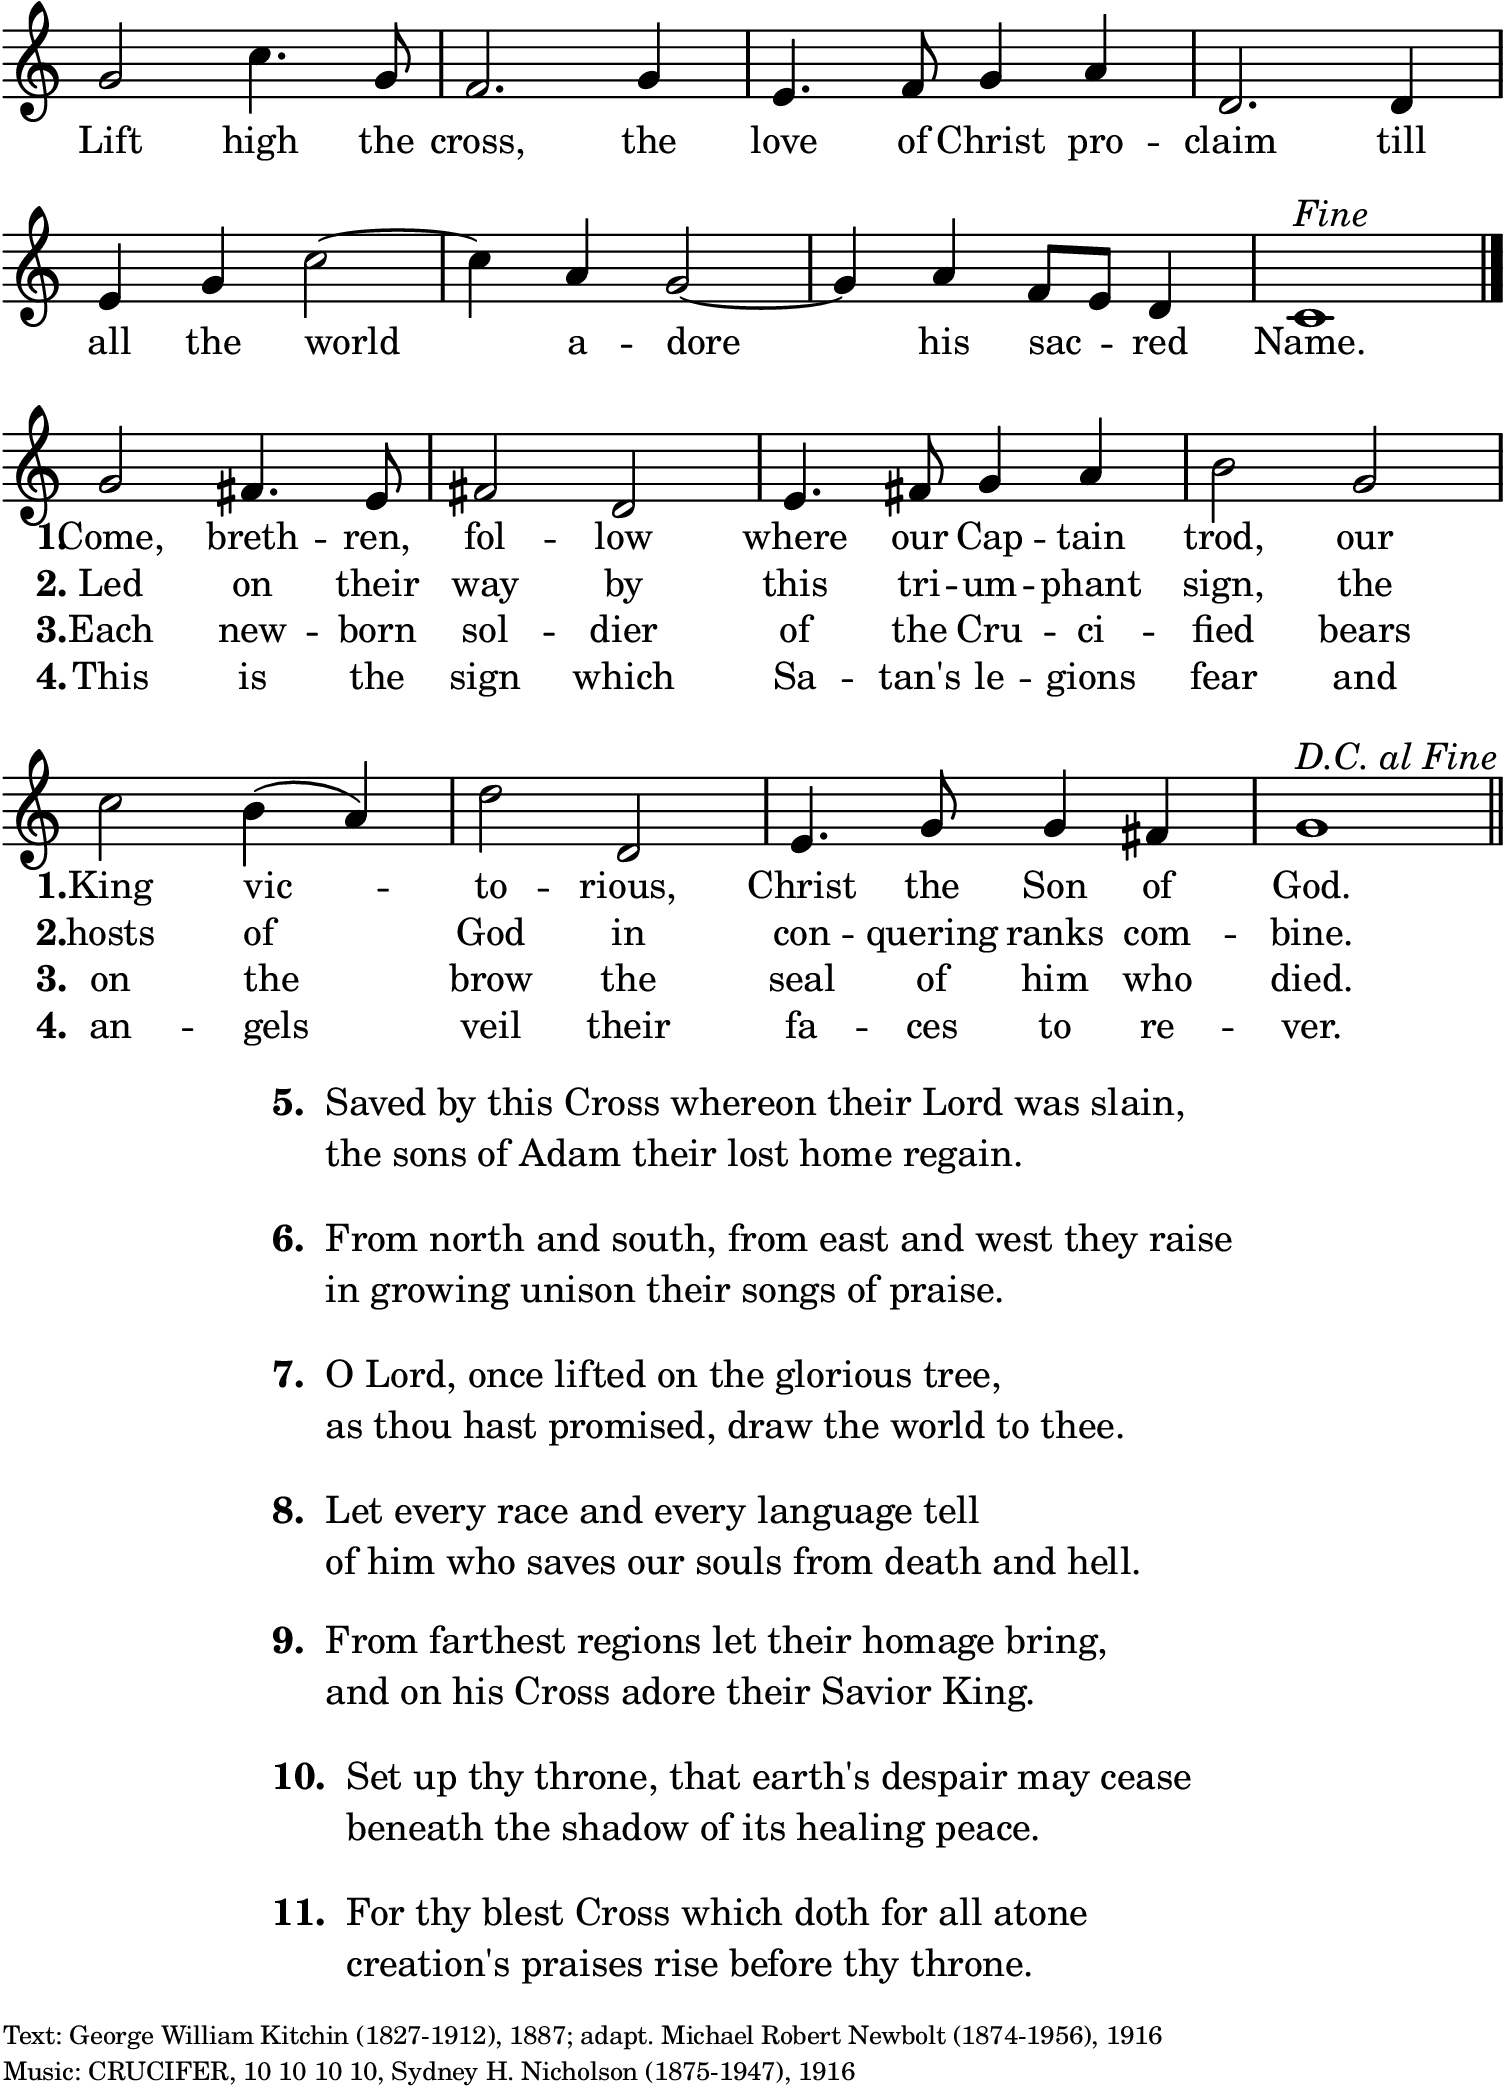 Lift high the cross, the love of Christ pro -- claim till
Fine
all the world a -- dore his sac -- red Name.
1. Come, breth -- ren, fol -- low where our Cap -- tain trod, our
2. Led on their way by this tri -- um -- phant sign, the
3. Each new -- born sol -- dier of the Cru -- ci -- fied bears
4. This is the sign which Sa -- tan's le -- gions fear and
D.C. al Fine
1. King vic -- to -- rious, Christ the Son of God.
2. hosts of God in con -- quering ranks com -- bine.
3. on the brow the seal of him who died.
4. an -- gels veil their fa -- ces to re -- ver.
5. Saved by this Cross whereon their Lord was slain,
the sons of Adam their lost home regain.
6. From north and south, from east and west they raise
in growing unison their songs of praise.
7. O Lord, once lifted on the glorious tree,
as thou hast promised, draw the world to thee.
8. Let every race and every language tell
of him who saves our souls from death and hell.
9. From farthest regions let their homage bring,
and on his Cross adore their Savior King.
10. Set up thy throne, that earth's despair may cease
beneath the shadow of its healing peace.
11. For thy blest Cross which doth for all atone
creation's praises rise before thy throne.
Text: George William Kitchin (1827-1912), 1887; adapt. Michael Robert Newbolt (1874-1956), 1916
Music: CRUCIFER, 10 10 10 10, Sydney H. Nicholson (1875-1947), 1916